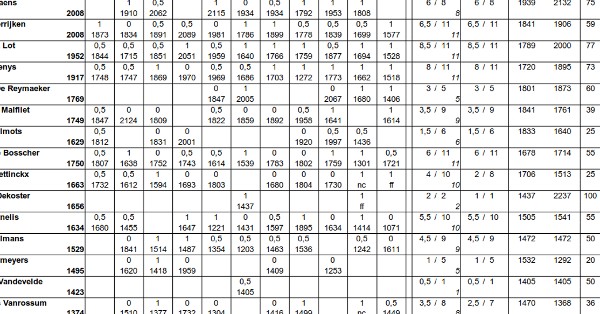 aens 1 0,5 1 0 1 1 0 1 6 / 8 6 / 8 1939 2132 75
2008 1910 2062 2115 1934 1934 1792 1953 1808 8
rrijken 1 0 0,5 0,5 0 0 1 1 0,5 1 1 6,5 / 11 6,5 / 11 1841 1906 59
2008 1873 1834 1891 2089 1981 1786 1899 1778 1839 1699 1577 11
Lot 0,5 0,5 1 0,5 0,5 1 1 1 0,5 1 1 8,5 / 11 8,5 / 11 1789 2000 77
1952 1844 1715 1851 2051 1959 1640 1766 1759 1877 1694 1528 11
enys 0,5 0,5 1 1 0,5 0,5 1 1 0,5 1 1 8 / 11 8 / 11 1720 1895 73
1917 1748 1747 1869 1970 1969 1686 1703 1272 1773 1662 1518 11
De Reymaeker 0 1 0 1 1 3 / 5 3 / 5 1801 1873 60
1769 1847 2005 2067 1680 1406 5
Malfliet 0,5 0 0 0,5 0 0 0,5 1 1 3,5 / 9 3,5 / 9 1841 1761 39
1749 1847 2124 1809 1822 1859 1892 1958 1641 1614 9
lmots 0,5 0 0 0 0,5 0,5 1,5 / 6 1,5 / 6 1833 1640 25
1629 1812 1831 2001 1920 1997 1436 6
Bosscher 0,5 1 0,5 0,5 0,5 1 0 0 1 1 0,5 6 / 11 6 / 11 1678 1714 55
1750 1807 1638 1752 1743 1614 1539 1783 1802 1759 1301 1721 11
ettinckx 0,5 0,5 0 0 0 0 0 0 1 1 4 / 10 2 / 8 1706 1513 25
1663 1732 1612 1594 1693 1803 1680 1804 1730 nc ff 10
Dekoster 1 1 2 / 2 1 / 1 1437 2237 100
1656 1437 ff 2
nelis 0,5 0,5 1 1 0 0,5 0,5 0 1 1 5,5 / 10 5,5 / 10 1505 1541 55
1634 1680 1455 1647 1221 1431 1597 1895 1634 1414 1071 10
lmans 0 1 1 0,5 0,5 0,5 0,5 0,5 0 4,5 / 9 4,5 / 9 1472 1472 50
1529 1841 1514 1487 1354 1203 1463 1536 1242 1611 9
meyers 0 1 0 0 0 1 / 5 1 / 5 1532 1292 20
1495 1620 1418 1959 1409 1253 5
Vandevelde 0,5 0,5 / 1 0,5 / 1 1405 1405 50
1423 1405 1
Vanrossum 0 1 0 0 1 0 1 0,5 3,5 / 8 2,5 / 7 1470 1368 36
1374 1510 1377 1732 1304 1416 1499 nc 1449 8